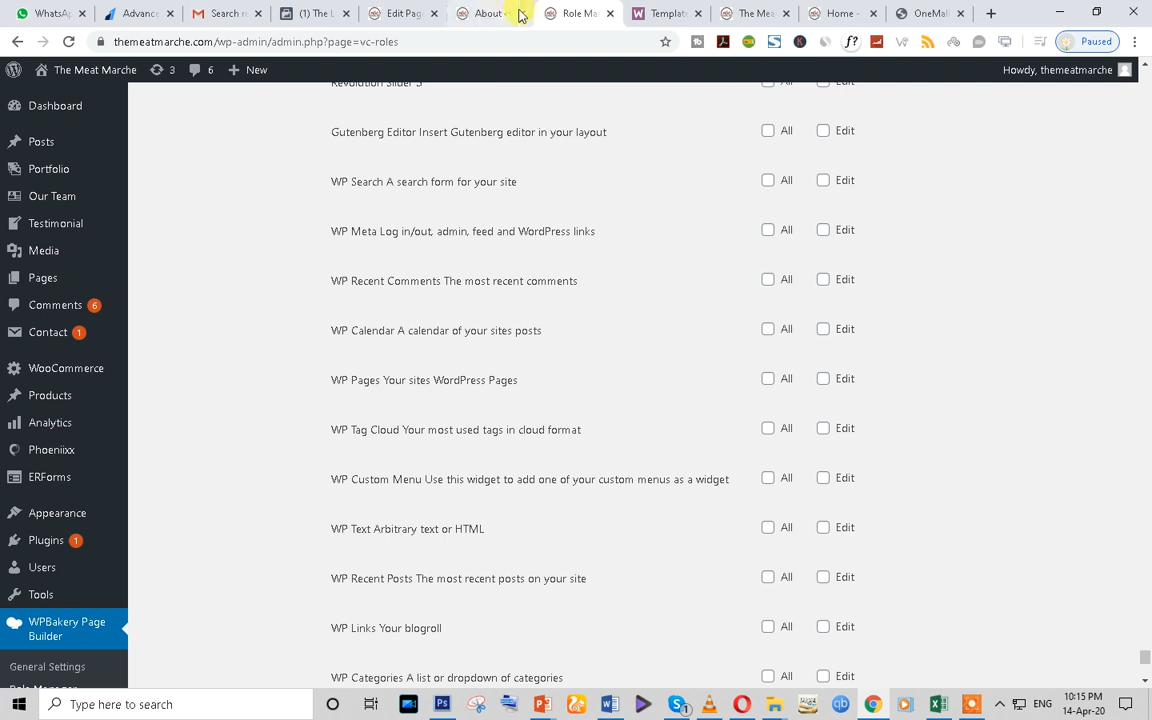 WhatsA
Advance
Search r
(1) The L
Edit Pag
About
Role Ma
Templat
The Mea
Home -
OneMall
themeatmarche.com/wp-admin/admin.php?page=vc-roles
Paused
The Meat Marche
3
6
New
Howdy, themeatmarche
Dashboard
Posts
Portfolio
Our Team
Testimonial
Media
Pages
Comments 6
Contact 1
WooCommerce
Products
Analytics
Phoeniixx
ERForms
Appearance
Plugins 1
Users
Tools
WPBakery Page
Builder
General Settings
Role Manager
Revolution Slider 5 All Edit
Gutenberg Editor Insert Gutenberg editor in your layout All Edit
WP Search A search form for your site All Edit
WP Meta Log in/out, admin, feed and WordPress links All Edit
WP Recent Comments The most recent comments All Edit
WP Calendar A calendar of your sites posts All Edit
WP Pages Your sites WordPress Pages All Edit
WP Tag Cloud Your most used tags in cloud format All Edit
WP Custom Menu Use this widget to add one of your custom menus as a widget All Edit
WP Text Arbitrary text or HTML All Edit
WP Recent Posts The most recent posts on your site All Edit
WP Links Your blogroll All Edit
WP Categories A list or dropdown of categories All Edit
Type here to search
ENG
10:15 PM
14-Apr-20